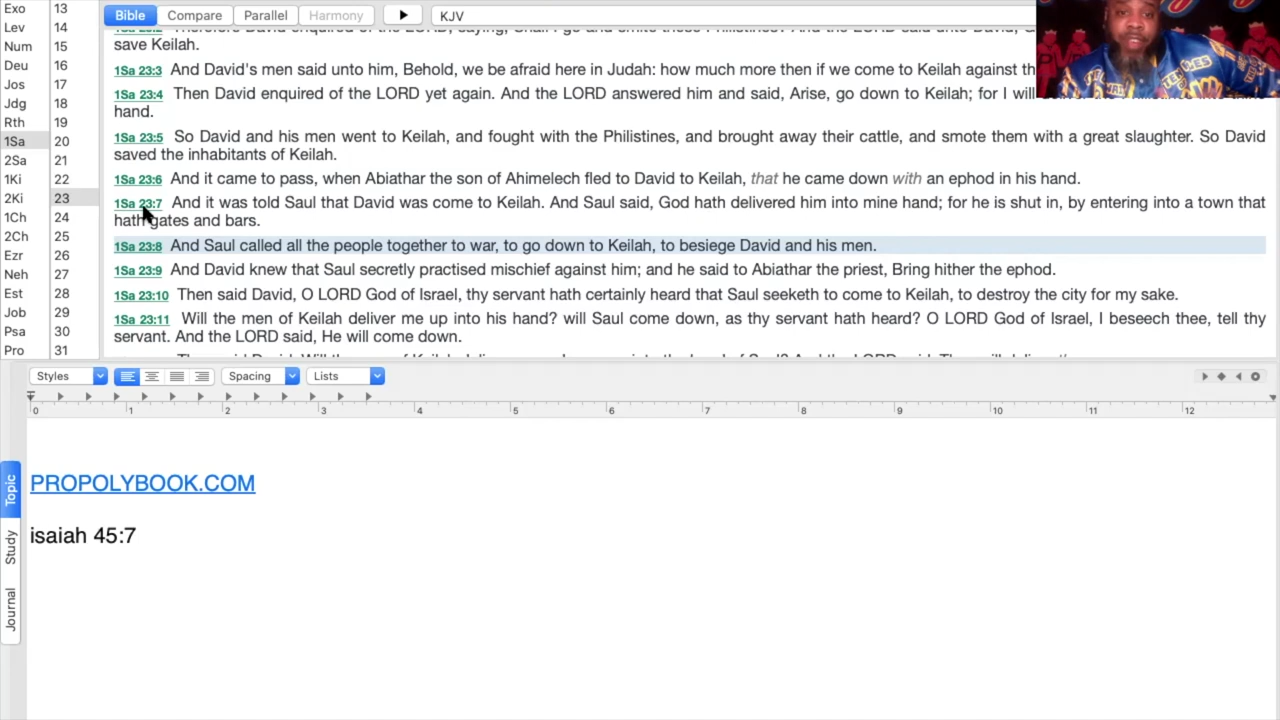 Exo 13 Bible Compare Parallel Harmony KJV
Lev 14
Num 15 save Keilah.
Deu 16 1Sa 23:3 And David's men said unto him, Behold, we be afraid here in Judah: how much more then if we come to Keilah against th
Jos 17 1Sa 23:4 Then David enquired of the LORD yet again. And the LORD answered him and said, Arise, go down to Keilah; for I will
Jdg 18 hand.
Rth 19 1Sa 23:5 So David and his men went to Keilah, and fought with the Philistines, and brought away their cattle, and smote them with a great slaughter. So David
1Sa 20 saved the inhabitants of Keilah.
2Sa 21
1Ki 22 1Sa 23:6 And it came to pass, when Abiathar the son of Ahimelech fled to David to Keilah, that he came down with an ephod in his hand.
2Ki 23 1Sa 23:7 And it was told Saul that David was come to Keilah. And Saul said, God hath delivered him into mine hand; for he is shut in, by entering into a town that
1Ch 24 hath gates and bars.
2Ch 25 1Sa 23:8 And Saul called all the people together to war, to go down to Keilah, to besiege David and his men.
Ezr 26
Neh 27 1Sa 23:9 And David knew that Saul secretly practised mischief against him; and he said to Abiathar the priest, Bring hither the ephod.
Est 28 1Sa 23:10 Then said David, O LORD God of Israel, thy servant hath certainly heard that Saul seeketh to come to Keilah, to destroy the city for my sake.
Job 29 1Sa 23:11 Will the men of Keilah deliver me up into his hand? will Saul come down, as thy servant hath heard? O LORD God of Israel, I beseech thee, tell thy
Psa 30 servant. And the LORD said, He will come down.
Pro 31
Styles Spacing Lists
0 1 2 3 4 5 6 7 8 9 10 11 12
PROPOLYBOOK.COM
isaiah 45:7
Topic
Study
Journal